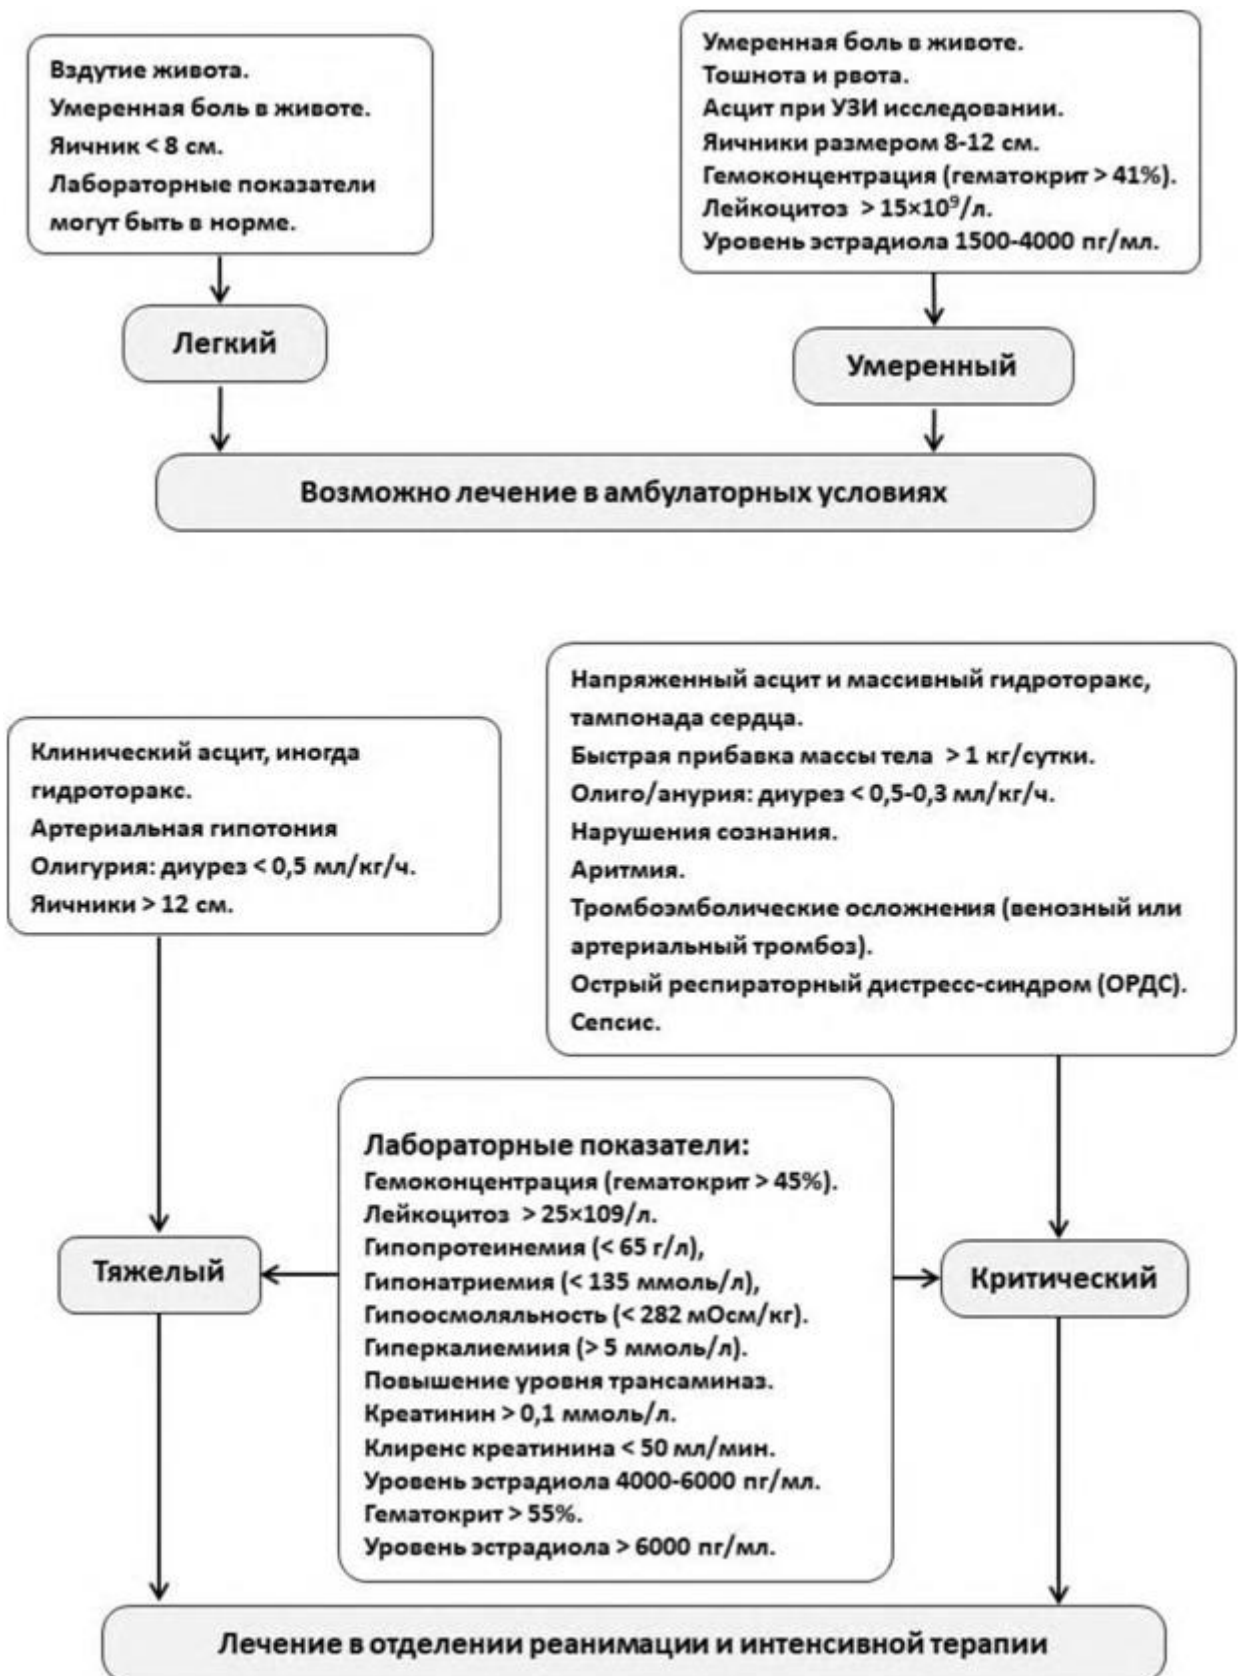 Вздутие живота.
Умеренная боль в животе.
Яичник < 8 см.
Лабораторные показатели
могут быть в норме.
Умеренная боль в животе.
Тошнота и рвота.
Асцит при УЗИ исследовании.
Яичники размером 8-12 см.
Гемоконцентрация (гематокрит > 41%).
Лейкоцитоз > 15×10⁹/л.
Уровень эстрадиола 1500-4000 пг/мл.
Легкий
Умеренный
Возможно лечение в амбулаторных условиях
Клинический асцит, иногда
гидроторакс.
Артериальная гипотония
Олигурия: диурез < 0,5 мл/кг/ч.
Яичники > 12 см.
Напряженный асцит и массивный гидроторакс,
тампонада сердца.
Быстрая прибавка массы тела > 1 кг/сутки.
Олиго/анурия: диурез < 0,5-0,3 мл/кг/ч.
Нарушения сознания.
Аритмия.
Тромбоэмболические осложнения (венозный или
артериальный тромбоз).
Острый респираторный дистресс-синдром (ОРДС).
Сепсис.
Лабораторные показатели:
Гемоконцентрация (гематокрит > 45%).
Лейкоцитоз > 25×109/л.
Гипопротеинемия (< 65 г/л),
Гипонатриемия (< 135 ммоль/л),
Гипоосмоляльность (< 282 мОсм/кг).
Гиперкалиемиия (> 5 ммоль/л).
Повышение уровня трансаминаз.
Креатинин > 0,1 ммоль/л.
Клиренс креатинина < 50 мл/мин.
Уровень эстрадиола 4000-6000 пг/мл.
Гематокрит > 55%.
Уровень эстрадиола > 6000 пг/мл.
Тяжелый
Критический
Лечение в отделении реанимации и интенсивной терапии